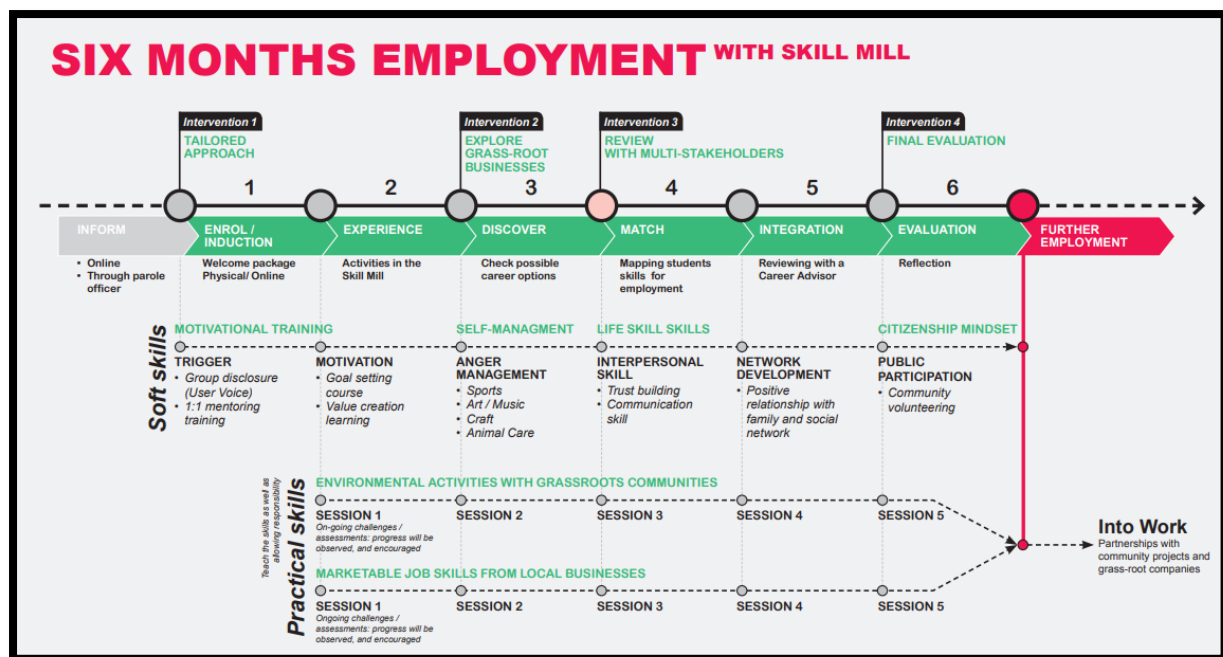 SIX MONTHS EMPLOYMENT WITH SKILL MILL
Intervention 1
TAILORED
APPROACH
Intervention 2
EXPLORE
GRASS-ROOT
BUSINESSES
Intervention 3
REVIEW
WITH MULTI-STAKEHOLDERS
Intervention 4
FINAL EVALUATION
1
2
3
4
5
6
INFORM
• Online
• Through parole
officer
ENROL /
INDUCTION
Welcome package
Physical/ Online
EXPERIENCE
Activities in the
Skill Mill
DISCOVER
Check possible
career options
MATCH
Mapping students
skills for
employment
INTEGRATION
Reviewing with a
Career Advisor
EVALUATION
Reflection
FURTHER
EMPLOYMENT
Soft skills
MOTIVATIONAL TRAINING
SELF-MANAGMENT
LIFE SKILL SKILLS
CITIZENSHIP MINDSET
TRIGGER
• Group disclosure
(User Voice)
• 1:1 mentoring
training
MOTIVATION
• Goal setting
course
• Value creation
learning
ANGER
MANAGEMENT
• Sports
• Art / Music
• Craft
• Animal Care
INTERPERSONAL
SKILL
• Trust building
• Communication
skill
NETWORK
DEVELOPMENT
• Positive
relationship with
family and social
network
PUBLIC
PARTICIPATION
• Community
volunteering
Teach the skills as well as
allowing responsibility
Practical skills
ENVIRONMENTAL ACTIVITIES WITH GRASSROOTS COMMUNITIES
SESSION 1
On-going challenges /
assessments: progress will be
observed, and encouraged
SESSION 2
SESSION 3
SESSION 4
SESSION 5
MARKETABLE JOB SKILLS FROM LOCAL BUSINESSES
SESSION 1
Ongoing challenges /
assessments: progress will be
observed, and encouraged
SESSION 2
SESSION 3
SESSION 4
SESSION 5
Into Work
Partnerships with
community projects and
grass-root companies